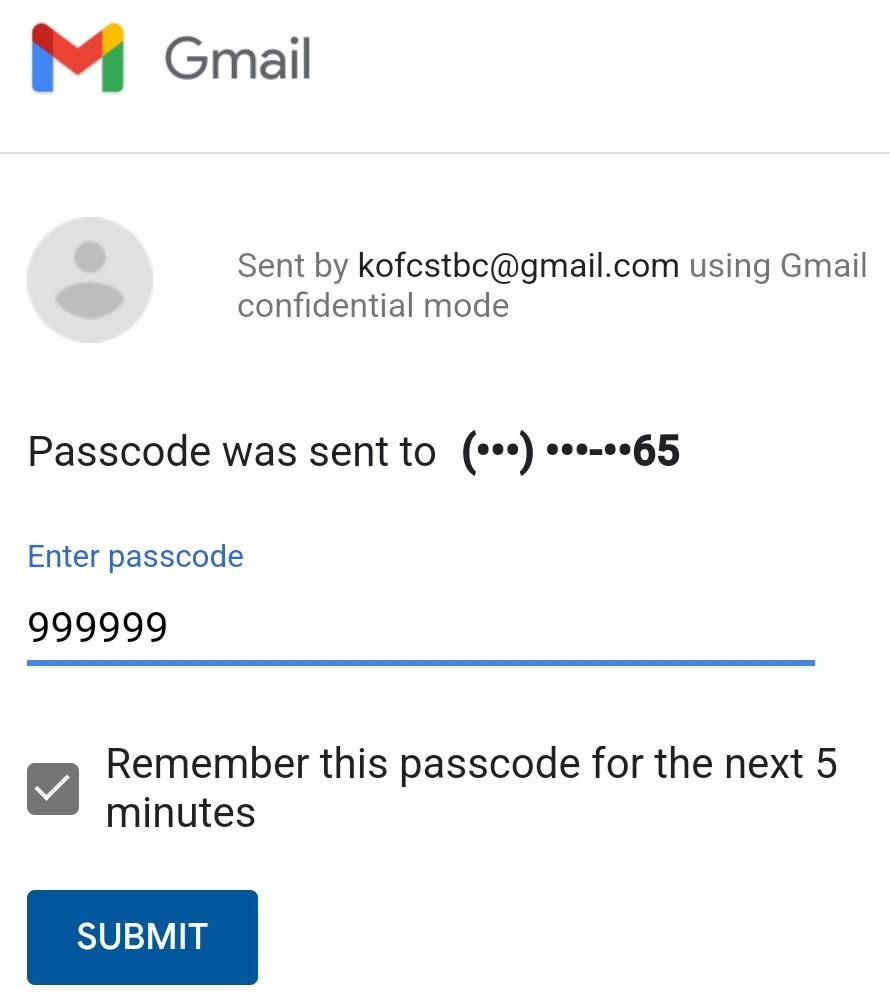 Gmail
Sent by kofcstbc@gmail.com using Gmail
confidential mode
Passcode was sent to (•••) •••-••65
Enter passcode
999999
Remember this passcode for the next 5
minutes
SUBMIT